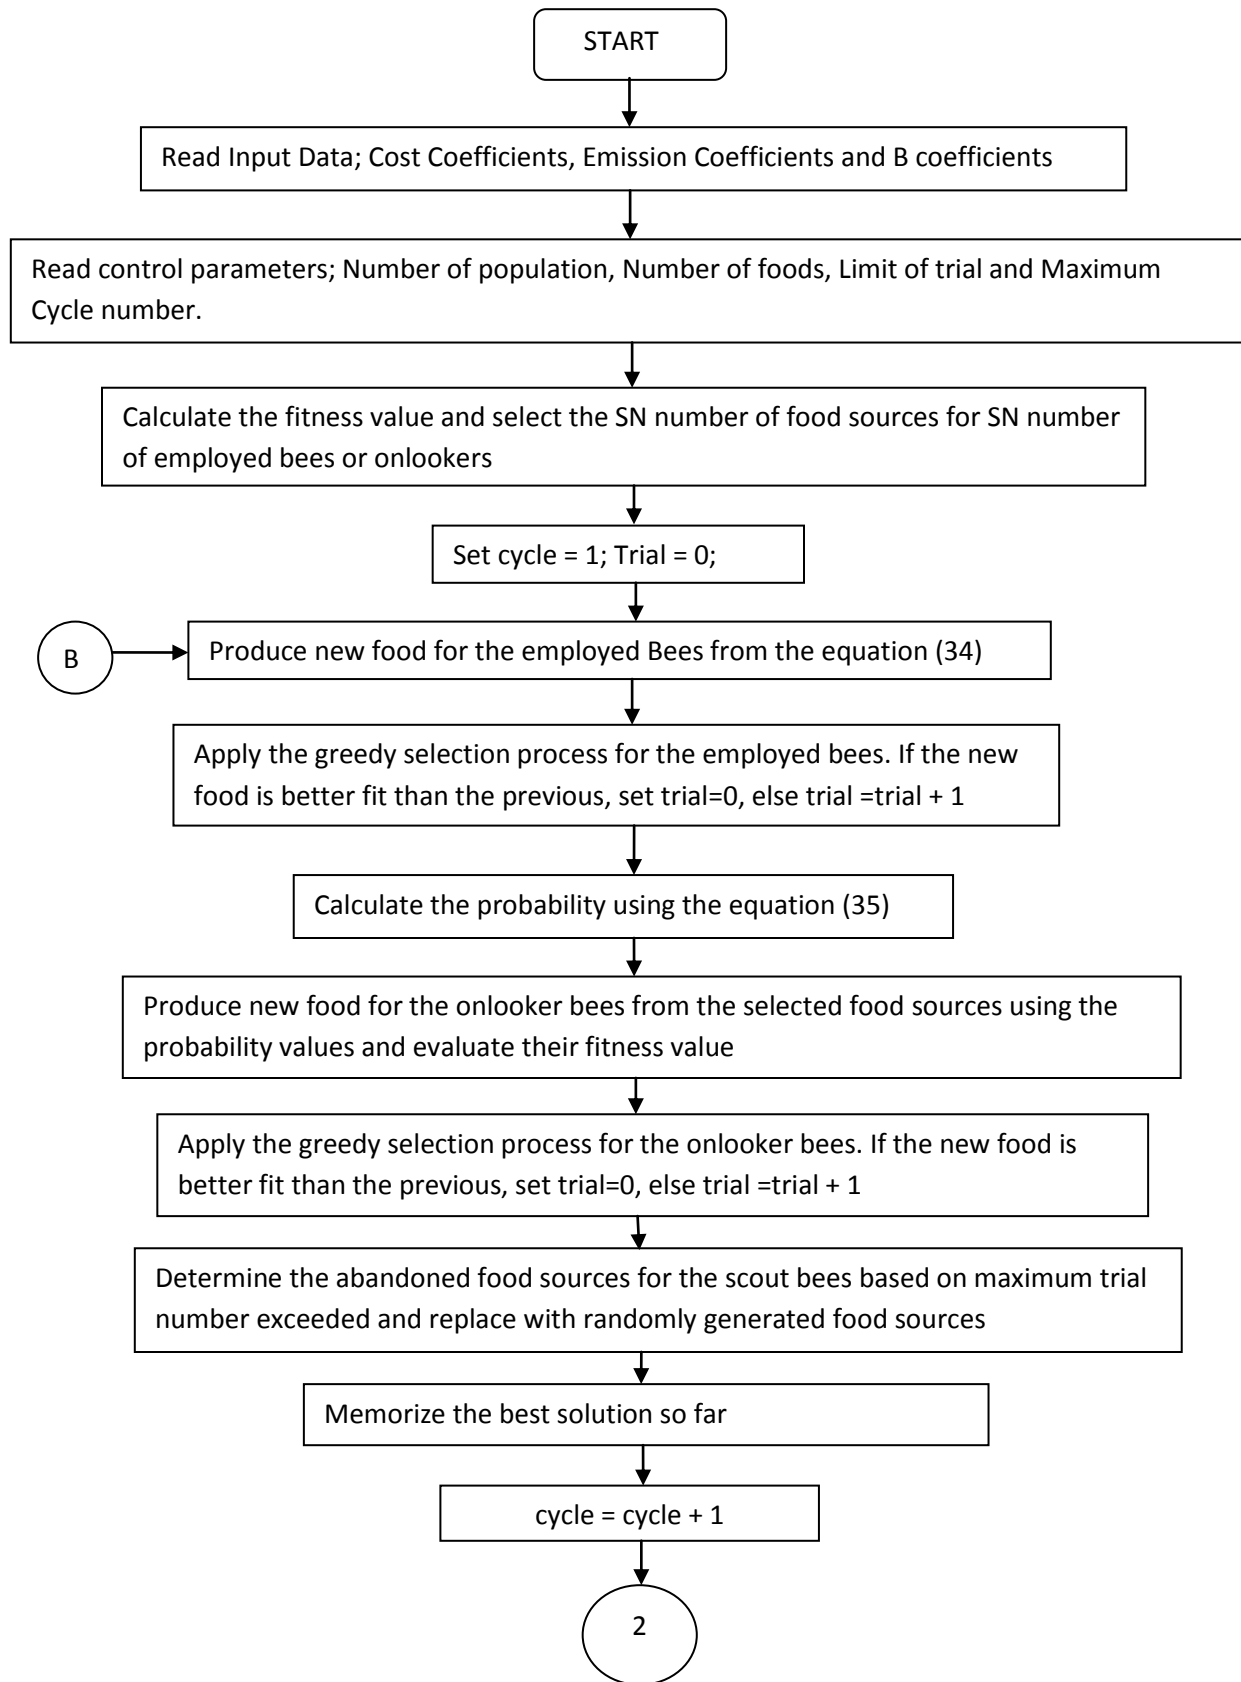 START
Read Input Data; Cost Coefficients, Emission Coefficients and B coefficients
Read control parameters; Number of population, Number of foods, Limit of trial and Maximum
Cycle number.
Calculate the fitness value and select the SN number of food sources for SN number
of employed bees or onlookers
Set cycle = 1; Trial = 0;
B
Produce new food for the employed Bees from the equation (34)
Apply the greedy selection process for the employed bees. If the new
food is better fit than the previous, set trial=0, else trial =trial + 1
Calculate the probability using the equation (35)
Produce new food for the onlooker bees from the selected food sources using the
probability values and evaluate their fitness value
Apply the greedy selection process for the onlooker bees. If the new food is
better fit than the previous, set trial=0, else trial =trial + 1
Determine the abandoned food sources for the scout bees based on maximum trial
number exceeded and replace with randomly generated food sources
Memorize the best solution so far
cycle = cycle + 1
2